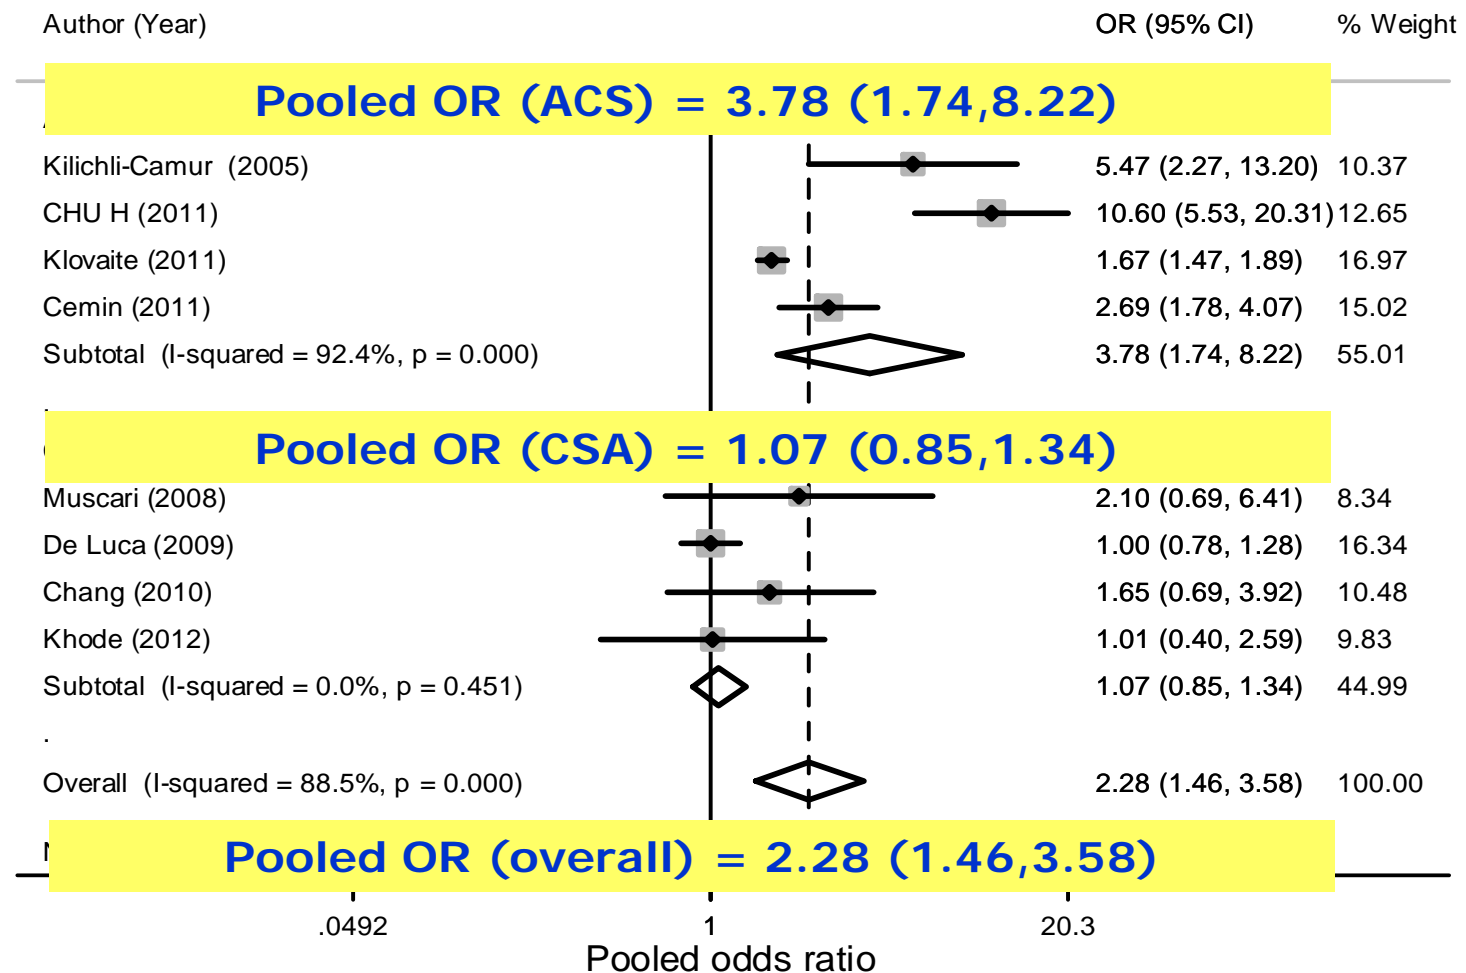 Author (Year) OR (95% CI) % Weight
Pooled OR (ACS) = 3.78 (1.74,8.22)
Kilichli-Camur (2005) 5.47 (2.27, 13.20) 10.37
CHU H (2011) 10.60 (5.53, 20.31) 12.65
Klovaite (2011) 1.67 (1.47, 1.89) 16.97
Cemin (2011) 2.69 (1.78, 4.07) 15.02
Subtotal (I-squared = 92.4%, p = 0.000) 3.78 (1.74, 8.22) 55.01
.
Pooled OR (CSA) = 1.07 (0.85,1.34)
Muscari (2008) 2.10 (0.69, 6.41) 8.34
De Luca (2009) 1.00 (0.78, 1.28) 16.34
Chang (2010) 1.65 (0.69, 3.92) 10.48
Khode (2012) 1.01 (0.40, 2.59) 9.83
Subtotal (I-squared = 0.0%, p = 0.451) 1.07 (0.85, 1.34) 44.99
.
Overall (I-squared = 88.5%, p = 0.000) 2.28 (1.46, 3.58) 100.00
Pooled OR (overall) = 2.28 (1.46,3.58)
.0492 1 20.3
Pooled odds ratio